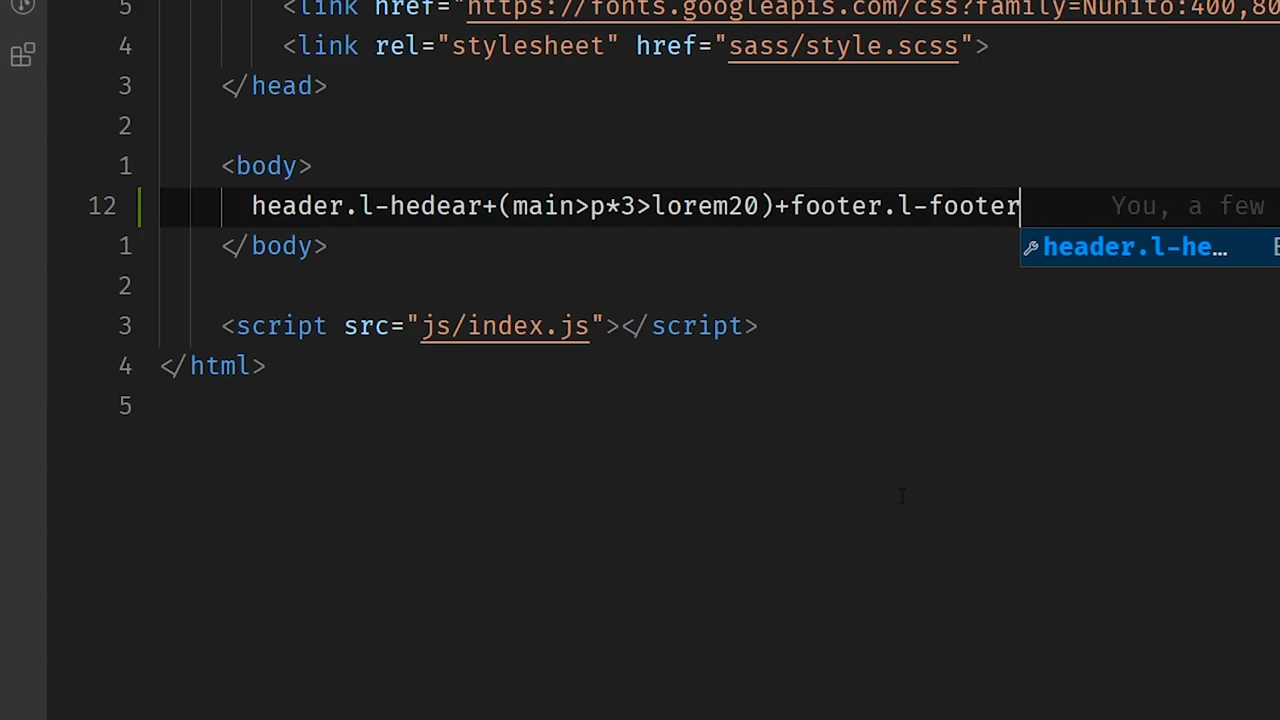 5 <link href="https://fonts.googleapis.com/css?family=Nunito:400,80
4 <link rel="stylesheet" href="sass/style.scss">
3 </head>
2
1 <body>
12 header.l-hedear+(main>p*3>lorem20)+footer.l-footer You, a few
header.l-he…
1 </body>
2
3 <script src="js/index.js"></script>
4 </html>
5